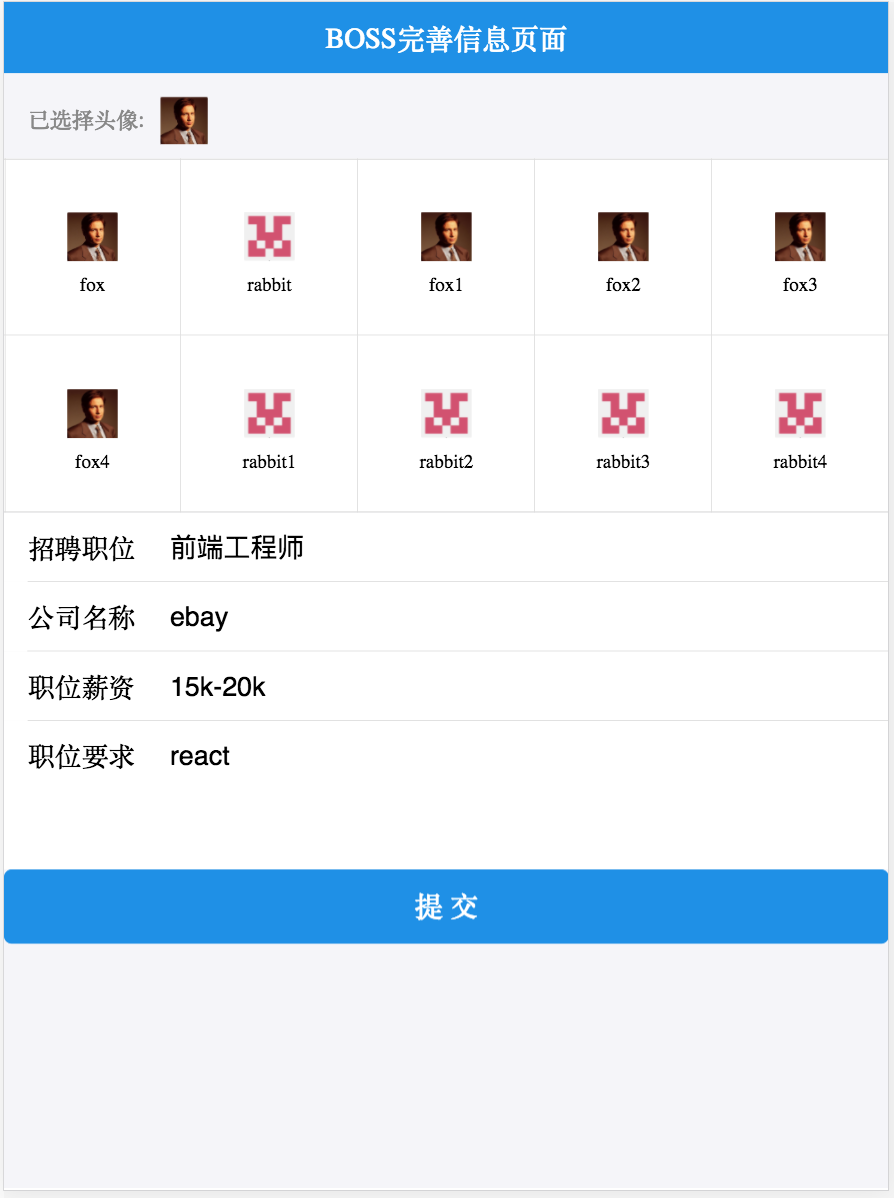 BOSS完善信息页面
已选择头像:
fox rabbit fox1 fox2 fox3
fox4 rabbit1 rabbit2 rabbit3 rabbit4
招聘职位 前端工程师
公司名称 ebay
职位薪资 15k-20k
职位要求 react
提 交